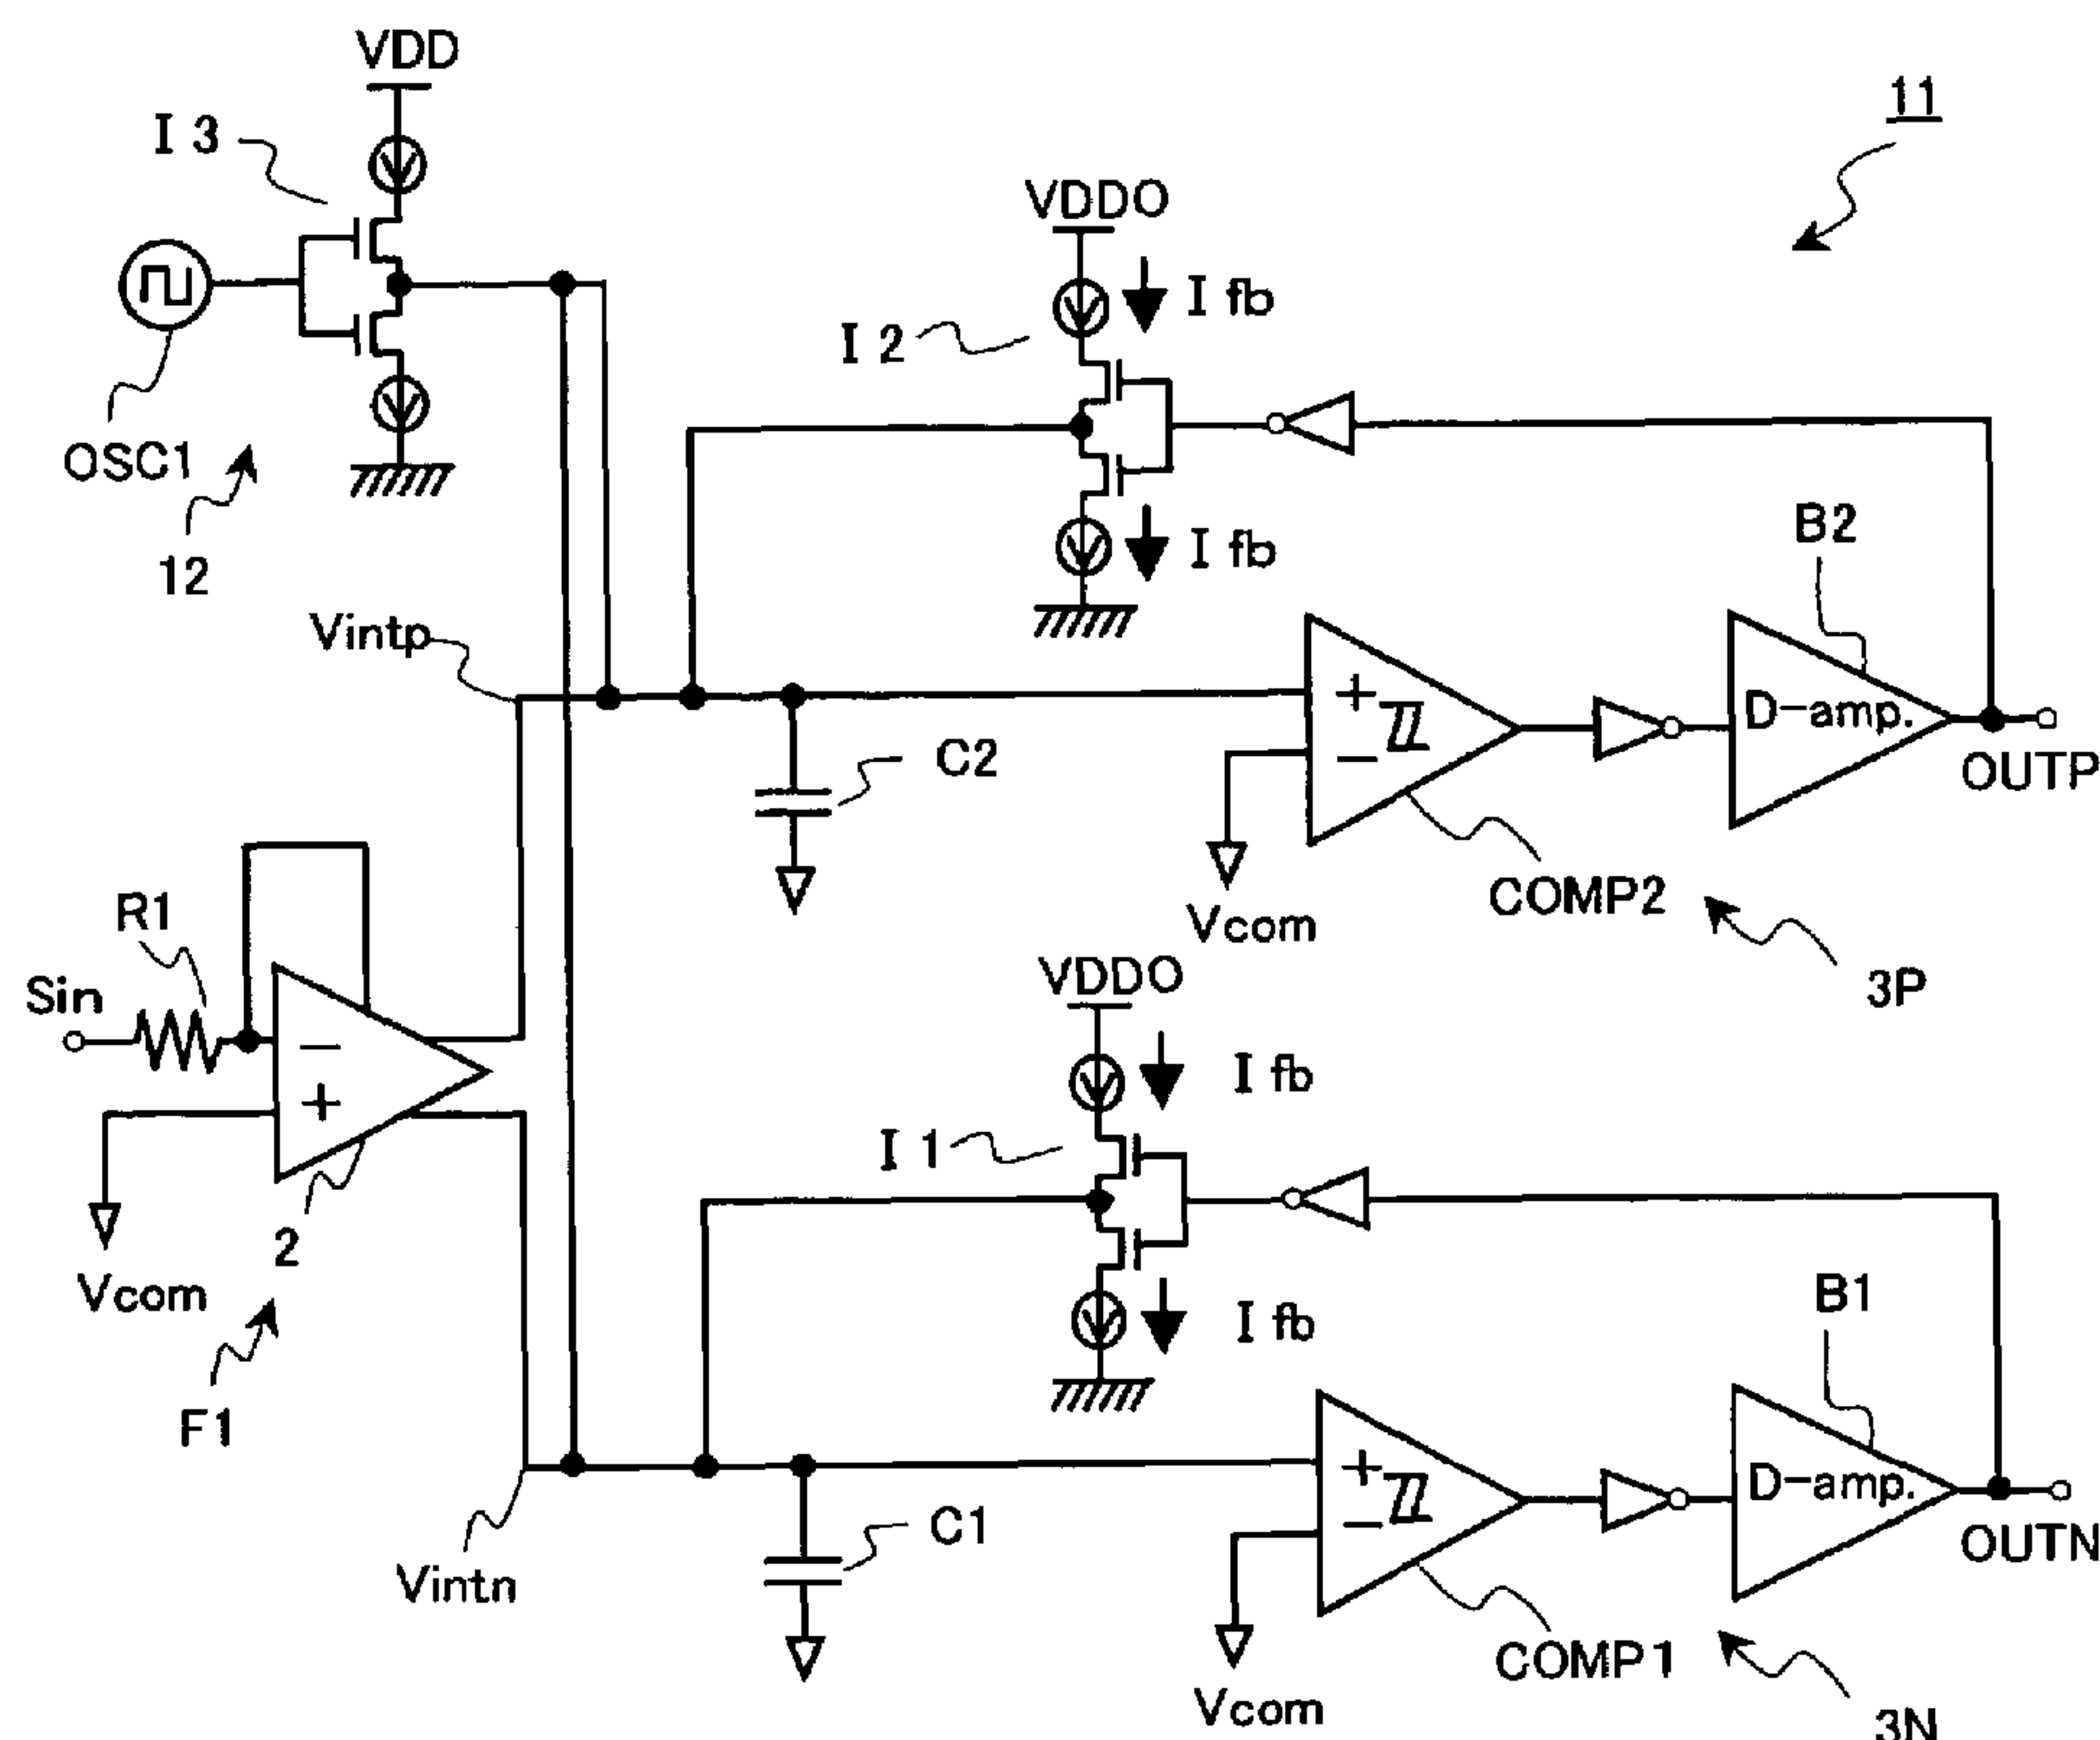 VDD
11
I 3
VDDO
I fb
I 2
OSC1
I fb
B2
12
Vintp
+
−
D-amp.
C2
OUTP
R1
COMP2
Vcom
VDDO
3P
Sin
−
+
I fb
I 1
2
Vcom
B1
I fb
F1
+
−
D-amp.
C1
OUTN
Vintn
COMP1
Vcom
3N